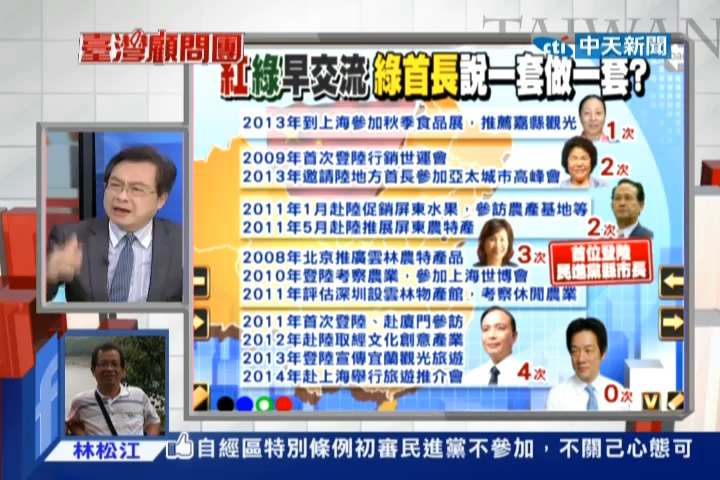 TAIWAN
臺灣顧問團
cti 中天新聞
紅綠早交流 綠首長說一套做一套?
2013年到上海參加秋季食品展，推薦嘉縣觀光
1次
2009年首次登陸行銷世運會
2013年邀請陸地方首長參加亞太城市高峰會
2次
2011年1月赴陸促銷屏東水果，參訪農產基地等
2011年5月赴陸推展屏東農特產
2次
2008年北京推廣雲林農特產品
2010年登陸考察農業，參加上海世博會
2011年評估深圳設雲林物產館，考察休閒農業
3次
首位登陸
民進黨縣市長
2011年首次登陸、赴廈門參訪
2012年赴陸取經文化創意產業
2013年登陸宣傳宜蘭觀光旅遊
2014年赴上海舉行旅遊推介會
4次
0次
林松江
自經區特別條例初審民進黨不參加，不關己心態可